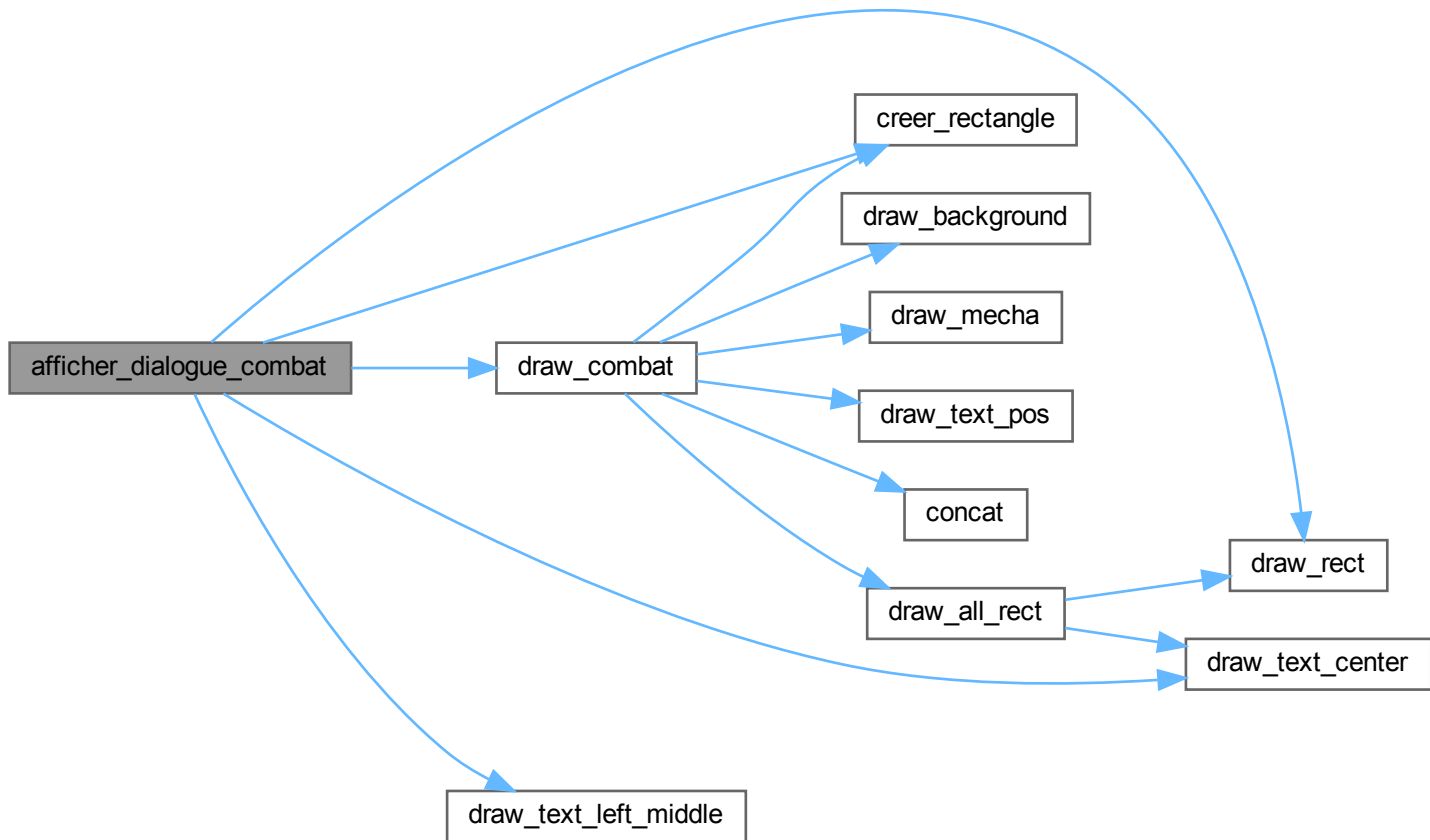 creer_rectangle
draw_background
draw_mecha
afficher_dialogue_combat
draw_combat
draw_text_pos
concat
draw_rect
draw_all_rect
draw_text_center
draw_text_left_middle